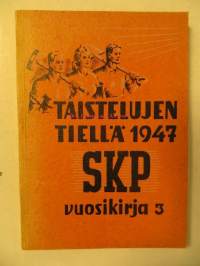 TAISTELUJEN
TIELLÄ 1947
SKP
vuosikirja 3